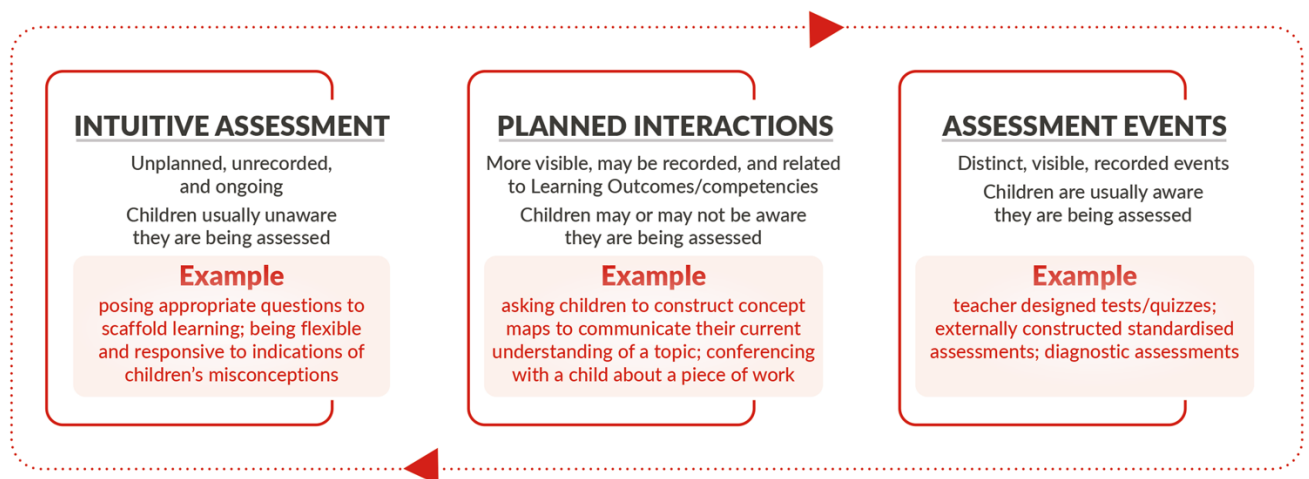 INTUITIVE ASSESSMENT
Unplanned, unrecorded,
and ongoing
Children usually unaware
they are being assessed
Example
posing appropriate questions to
scaffold learning; being flexible
and responsive to indications of
children’s misconceptions
PLANNED INTERACTIONS
More visible, may be recorded, and related
to Learning Outcomes/competencies
Children may or may not be aware
they are being assessed
Example
asking children to construct concept
maps to communicate their current
understanding of a topic; conferencing
with a child about a piece of work
ASSESSMENT EVENTS
Distinct, visible, recorded events
Children are usually aware
they are being assessed
Example
teacher designed tests/quizzes;
externally constructed standardised
assessments; diagnostic assessments